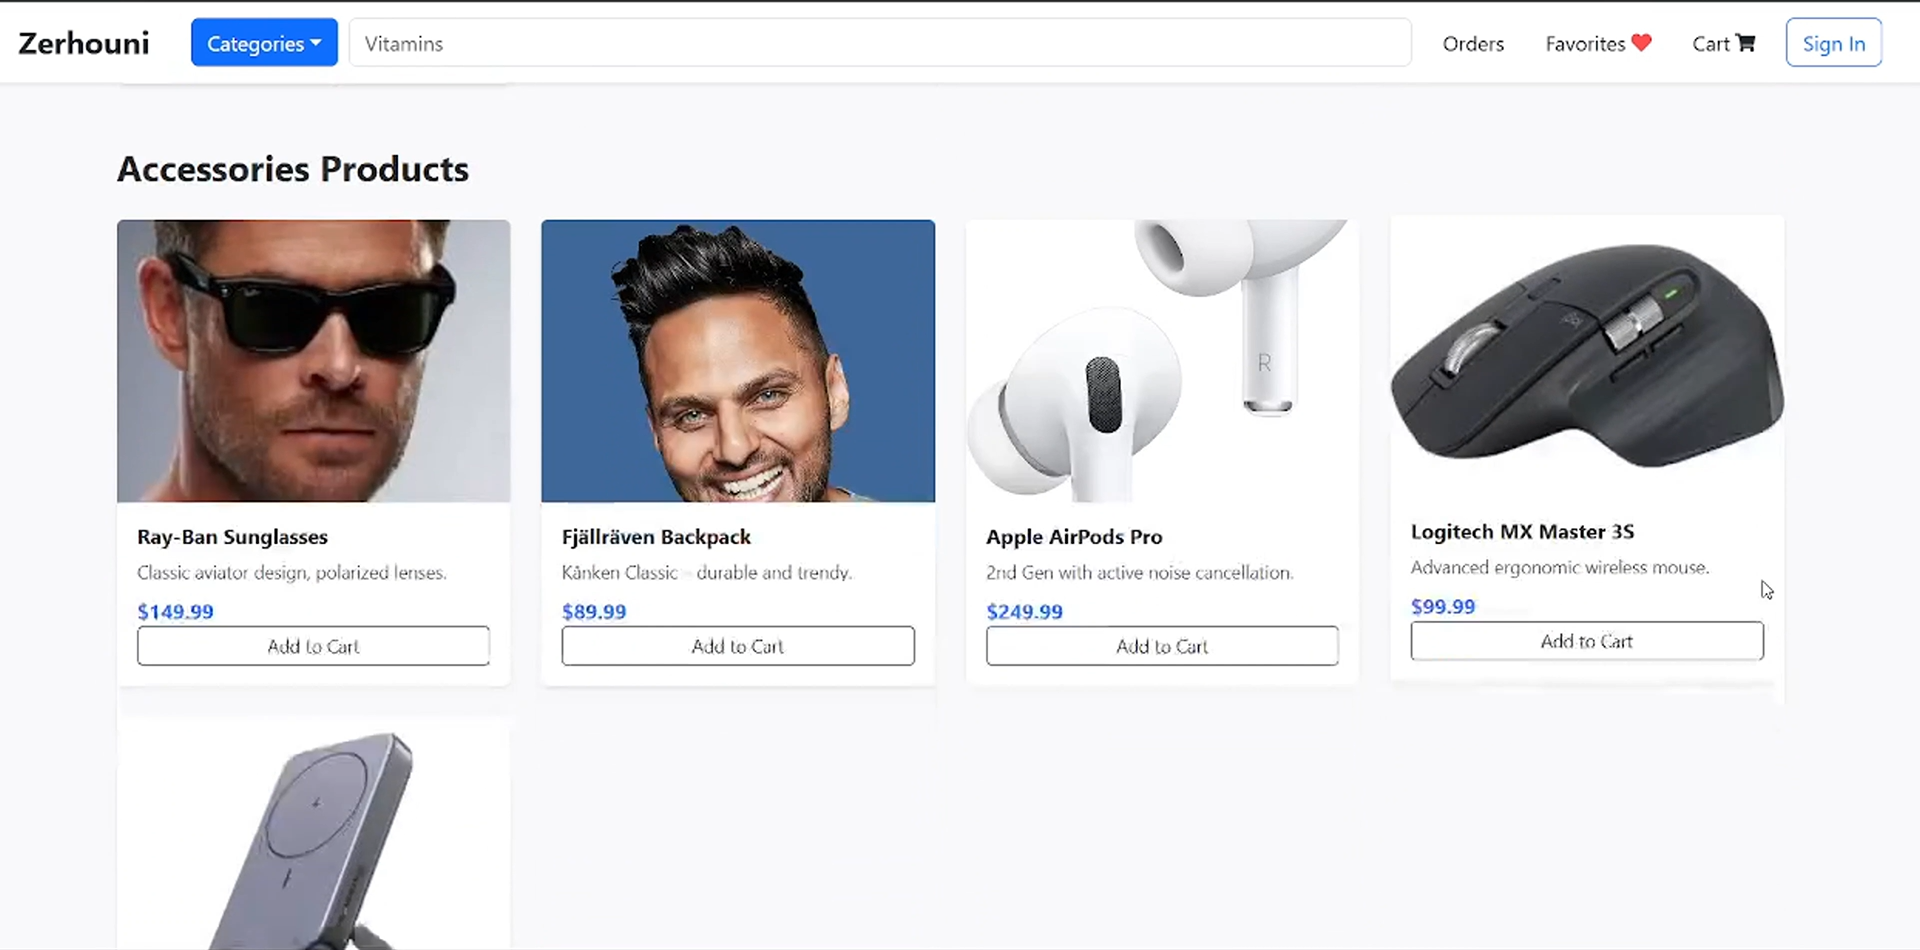 Zerhouni
Categories
Vitamins
Orders
Favorites
Cart
Sign In
Accessories Products
R
Ray-Ban Sunglasses
Classic aviator design, polarized lenses.
$149.99
Add to Cart
Fjällräven Backpack
Kånken Classic – durable and trendy.
$89.99
Add to Cart
Apple AirPods Pro
2nd Gen with active noise cancellation.
$249.99
Add to Cart
Logitech MX Master 3S
Advanced ergonomic wireless mouse.
$99.99
Add to Cart